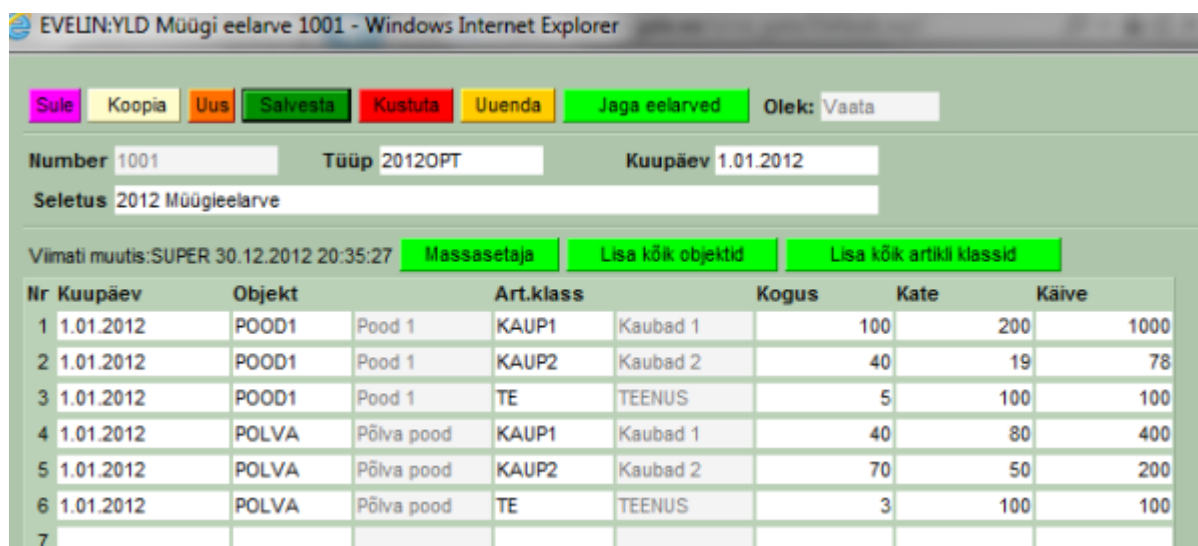 EVELIN:YLD Müügi eelarve 1001 - Windows Internet Explorer
Sule Koopia Uus Salvesta Kustuta Uuenda Jaga eelarved Olek: Vaata
Number 1001 Tüüp 2012OPT Kuupäev 1.01.2012
Seletus 2012 Müügieelarve
Viimati muutis:SUPER 30.12.2012 20:35:27 Massasetaja Lisa kõik objektid Lisa kõik artikli klassid
Nr Kuupäev Objekt Art.klass Kogus Kate Käive
1 1.01.2012 POOD1 Pood 1 KAUP1 Kaubad 1 100 200 1000
2 1.01.2012 POOD1 Pood 1 KAUP2 Kaubad 2 40 19 78
3 1.01.2012 POOD1 Pood 1 TE TEENUS 5 100 100
4 1.01.2012 POLVA Põlva pood KAUP1 Kaubad 1 40 80 400
5 1.01.2012 POLVA Põlva pood KAUP2 Kaubad 2 70 50 200
6 1.01.2012 POLVA Põlva pood TE TEENUS 3 100 100
7